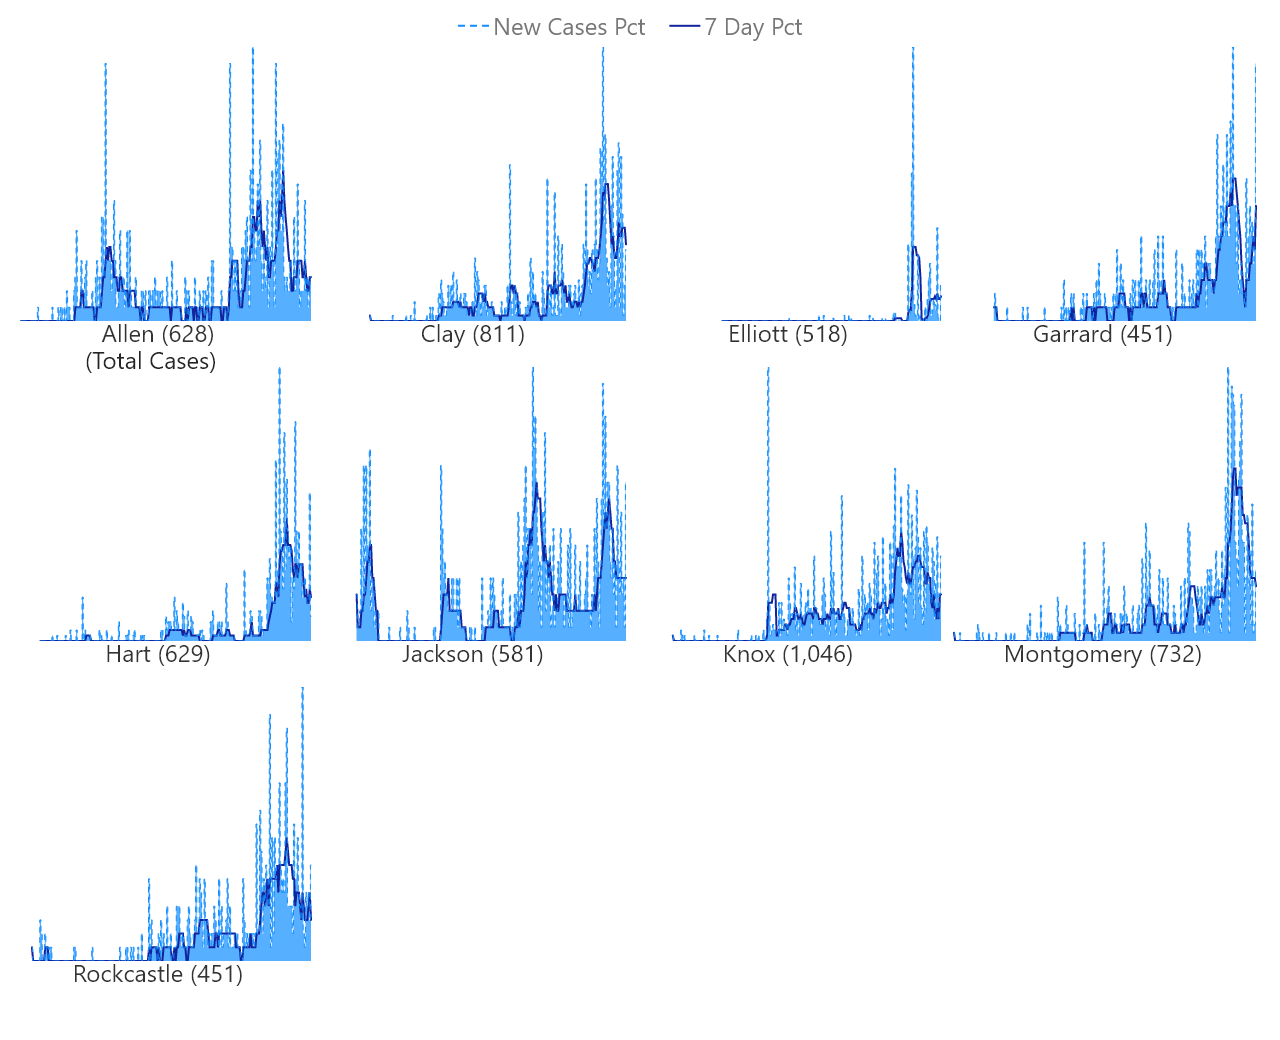 New Cases Pct 7 Day Pct
Allen (628)
(Total Cases)
Clay (811)
Elliott (518)
Garrard (451)
Hart (629)
Jackson (581)
Knox (1,046)
Montgomery (732)
Rockcastle (451)